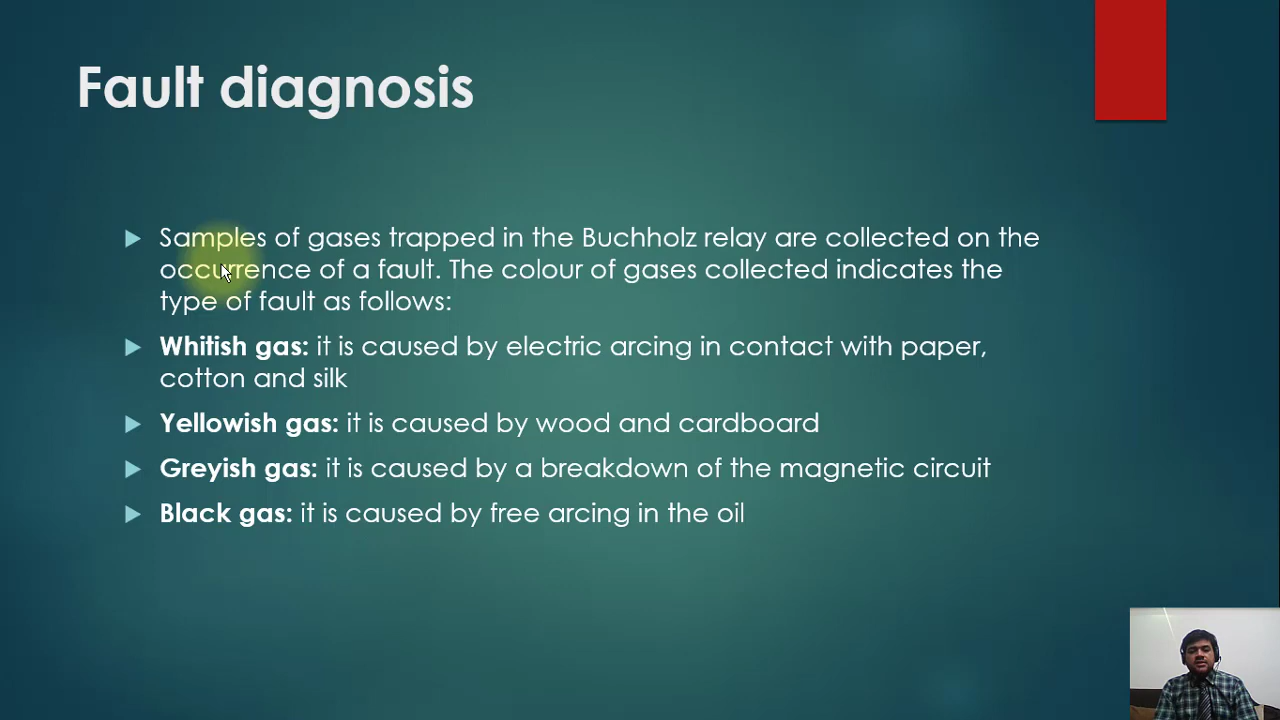 Fault diagnosis
Samples of gases trapped in the Buchholz relay are collected on the
occurrence of a fault. The colour of gases collected indicates the
type of fault as follows:
Whitish gas: it is caused by electric arcing in contact with paper,
cotton and silk
Yellowish gas: it is caused by wood and cardboard
Greyish gas: it is caused by a breakdown of the magnetic circuit
Black gas: it is caused by free arcing in the oil